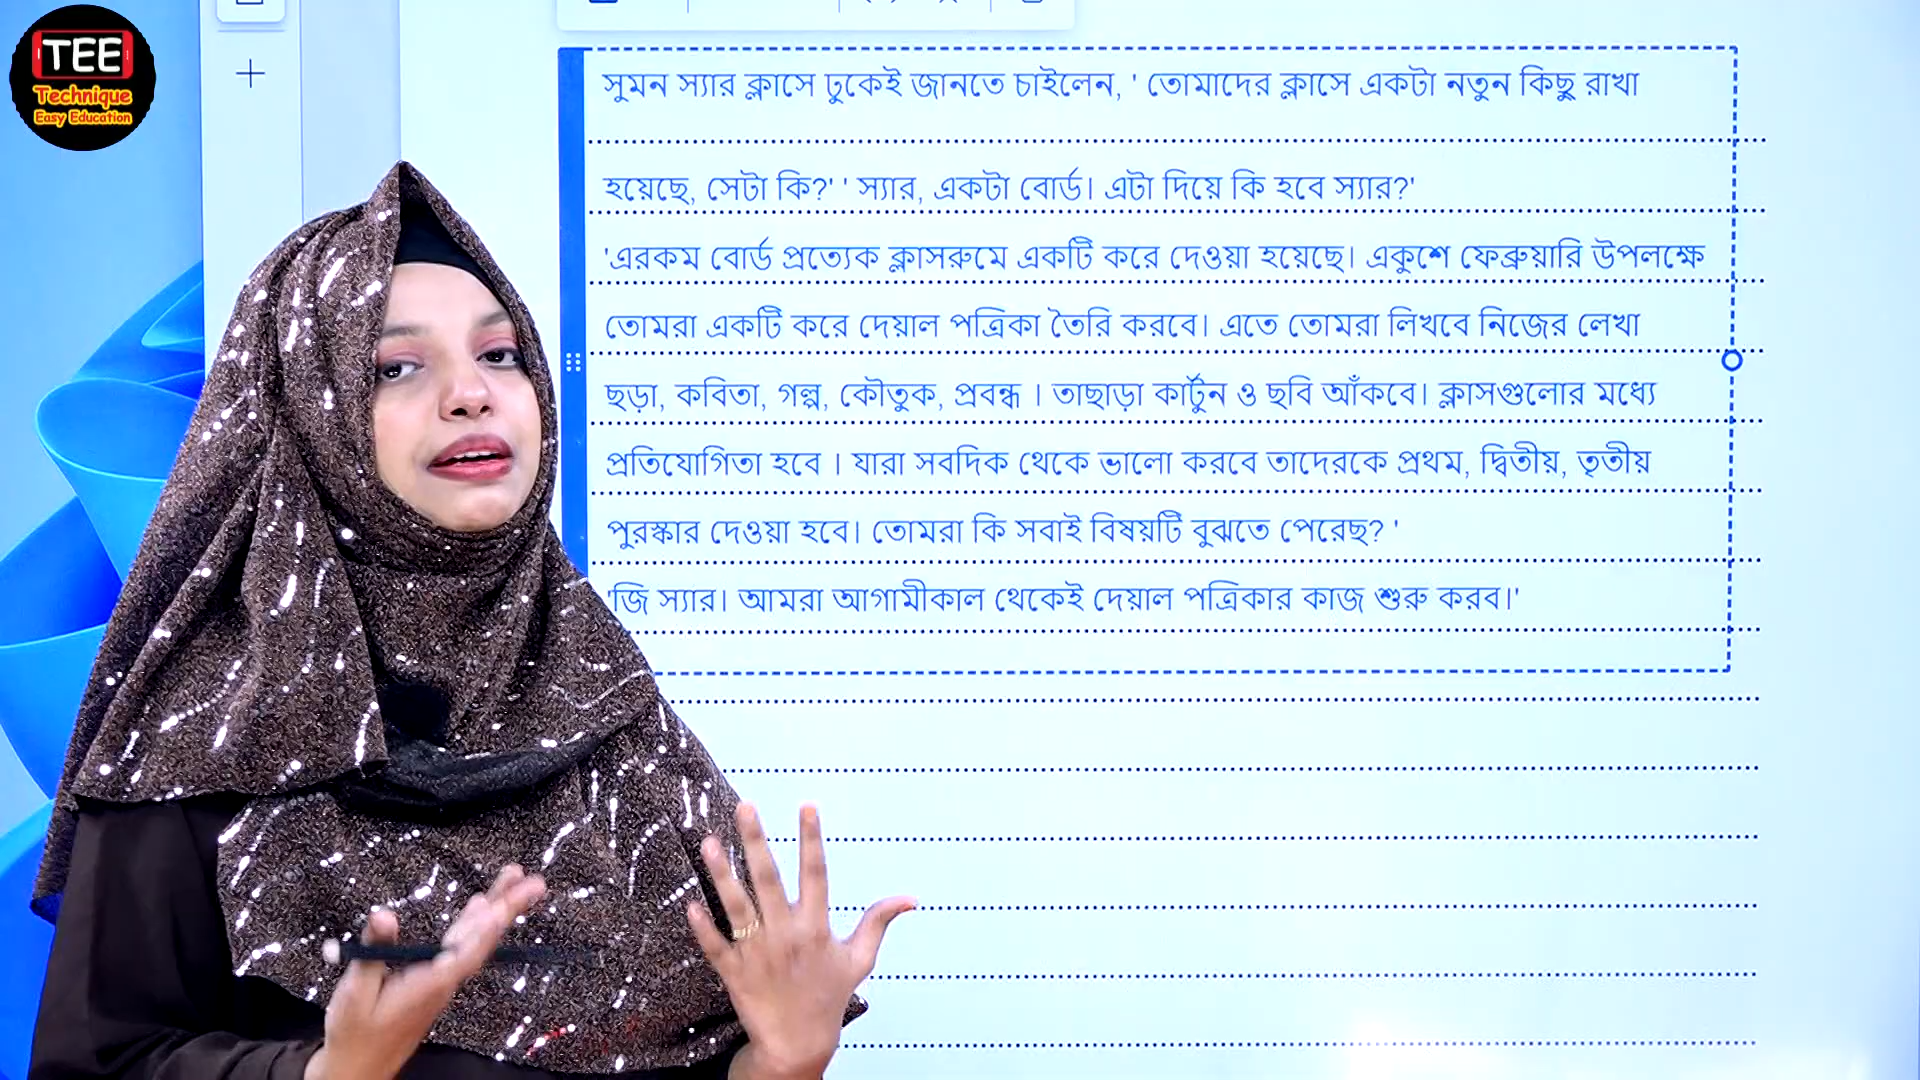 TEE
Technique
Easy Education
সুমন স্যার ক্লাসে ঢুকেই জানতে চাইলেন, ' তোমাদের ক্লাসে একটা নতুন কিছু রাখা
হয়েছে, সেটা কি?' ' স্যার, একটা বোর্ড। এটা দিয়ে কি হবে স্যার?'
'এরকম বোর্ড প্রত্যেক ক্লাসরুমে একটি করে দেওয়া হয়েছে। একুশে ফেব্রুয়ারি উপলক্ষে
তোমরা একটি করে দেয়াল পত্রিকা তৈরি করবে। এতে তোমরা লিখবে নিজের লেখা
ছড়া, কবিতা, গল্প, কৌতুক, প্রবন্ধ । তাছাড়া কার্টুন ও ছবি আঁকবে। ক্লাসগুলোর মধ্যে
প্রতিযোগিতা হবে । যারা সবদিক থেকে ভালো করবে তাদেরকে প্রথম, দ্বিতীয়, তৃতীয়
পুরস্কার দেওয়া হবে। তোমরা কি সবাই বিষয়টি বুঝতে পেরেছ? '
'জি স্যার। আমরা আগামীকাল থেকেই দেয়াল পত্রিকার কাজ শুরু করব।'